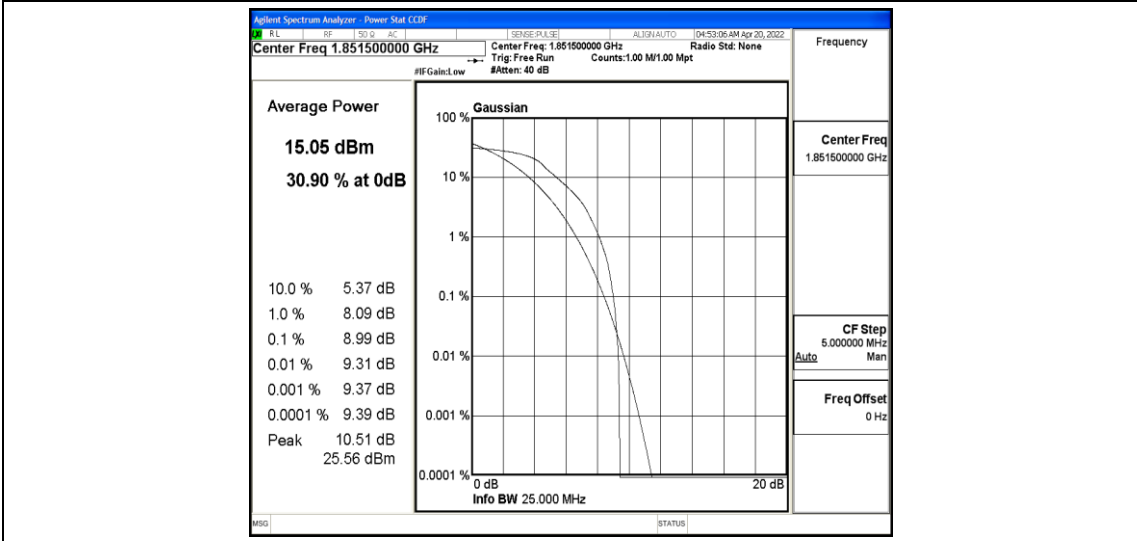 Agilent Spectrum Analyzer - Power Stat CCDF
LXI RL RF 50 Ω AC SENSE:PULSE ALIGNAUTO 04:53:06 AM Apr 20, 2022
Center Freq 1.851500000 GHz
Center Freq: 1.851500000 GHz Radio Std: None
Trig: Free Run Counts:1.00 M/1.00 Mpt
#IFGain:Low #Atten: 40 dB
Frequency
Average Power
15.05 dBm
30.90 % at 0dB
10.0 % 5.37 dB
1.0 % 8.09 dB
0.1 % 8.99 dB
0.01 % 9.31 dB
0.001 % 9.37 dB
0.0001 % 9.39 dB
Peak 10.51 dB
25.56 dBm
Gaussian
100 %
10 %
1 %
0.1 %
0.01 %
0.001 %
0.0001 %
0 dB 20 dB
Info BW 25.000 MHz
Center Freq
1.851500000 GHz
CF Step
5.000000 MHz
Auto Man
Freq Offset
0 Hz
MSG STATUS